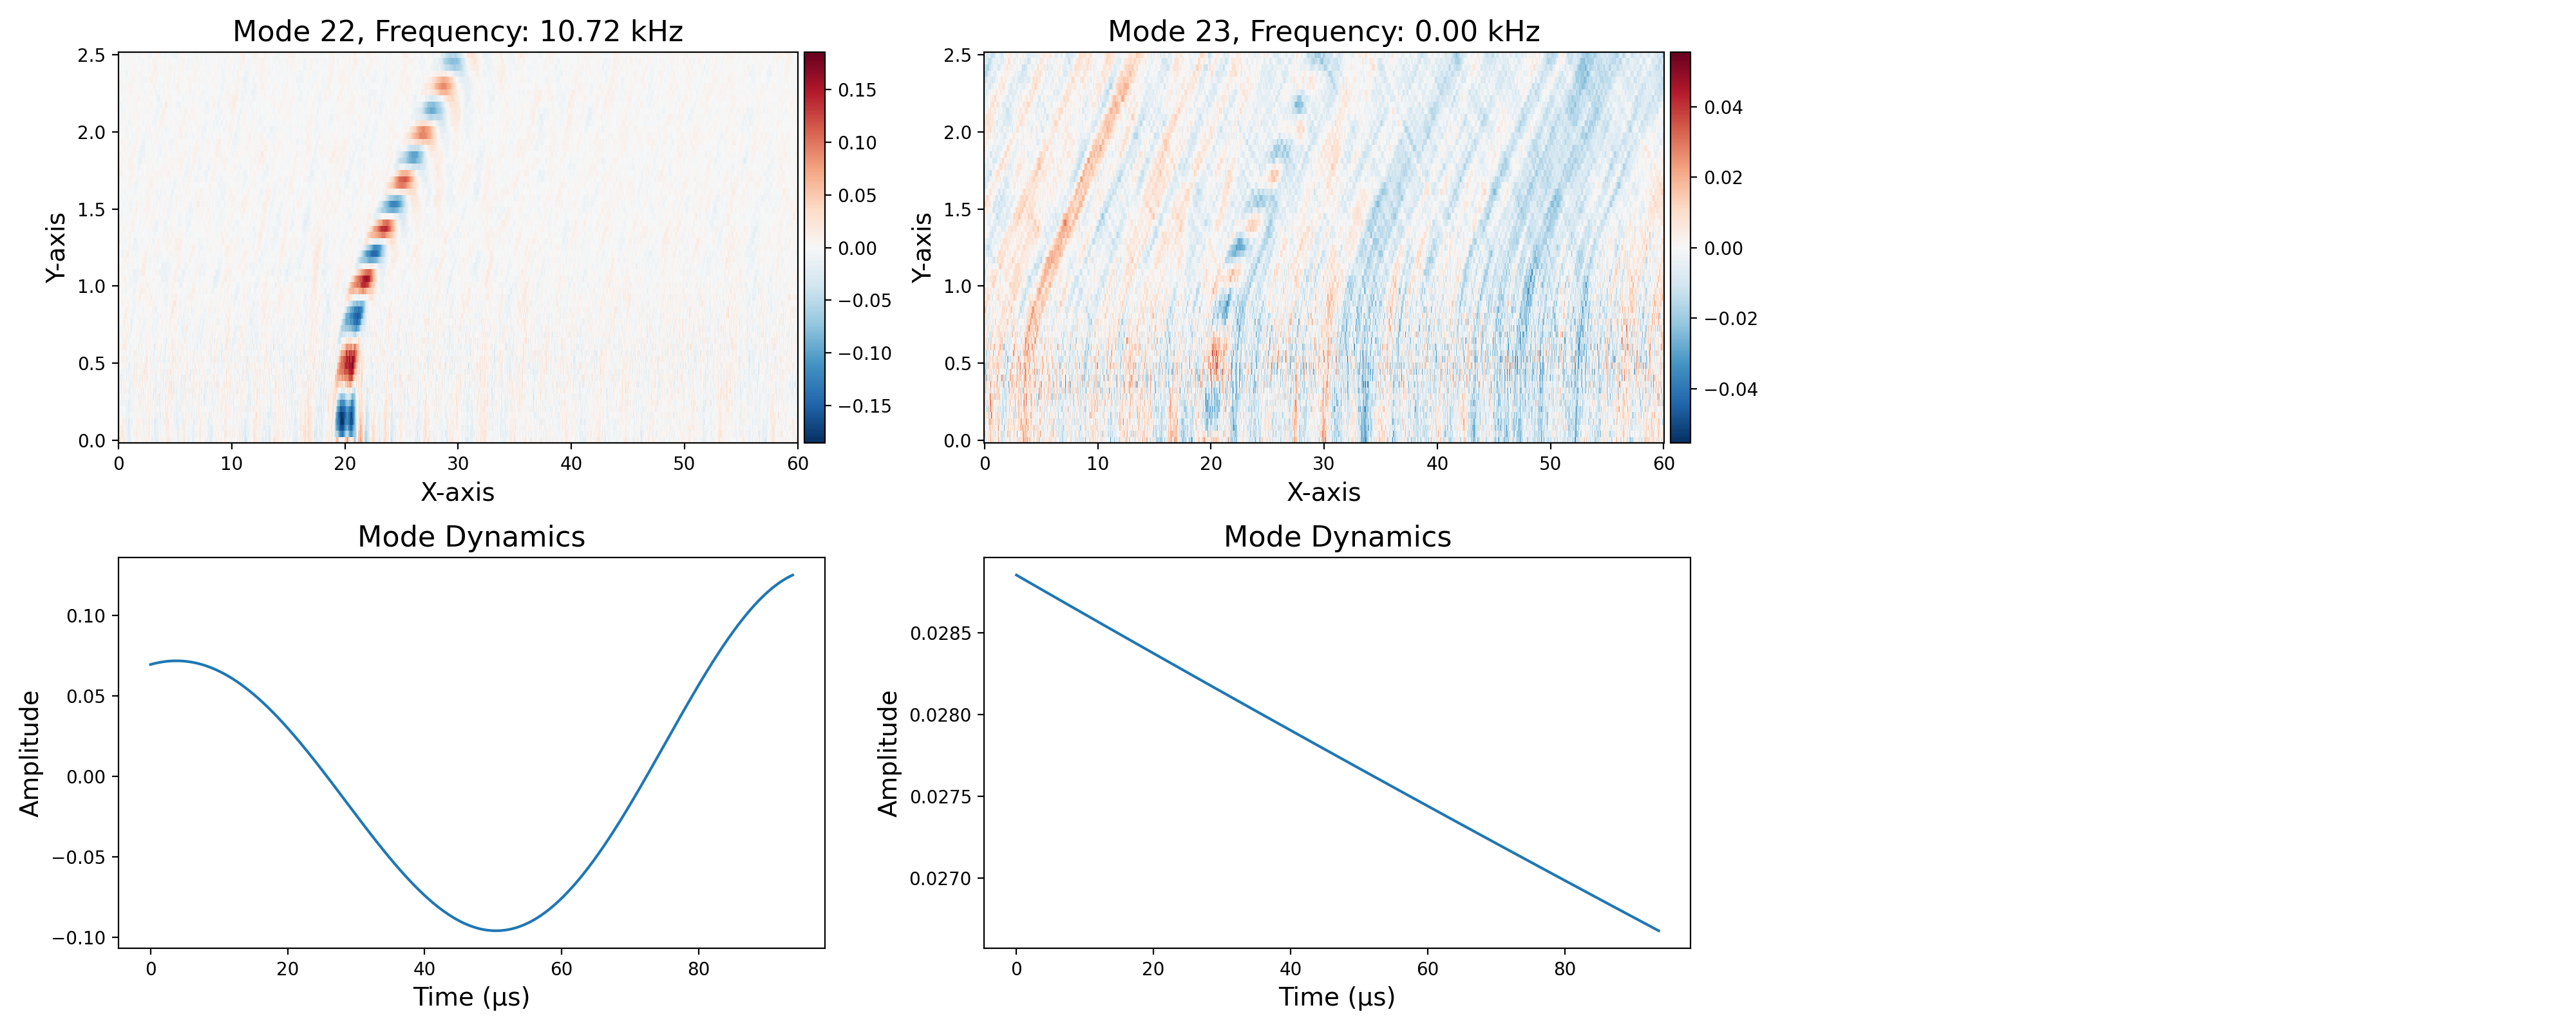 Mode 22, Frequency: 10.72 kHz
2.5
2.0
1.5
1.0
0.5
0.0
Y-axis
0 10 20 30 40 50 60
X-axis
0.15
0.10
0.05
0.00
−0.05
−0.10
−0.15
Mode 23, Frequency: 0.00 kHz
2.5
2.0
1.5
1.0
0.5
0.0
Y-axis
0 10 20 30 40 50 60
X-axis
0.04
0.02
0.00
−0.02
−0.04
Mode Dynamics
0.10
0.05
0.00
−0.05
−0.10
Amplitude
0 20 40 60 80
Time (μs)
Mode Dynamics
0.0285
0.0280
0.0275
0.0270
Amplitude
0 20 40 60 80
Time (μs)